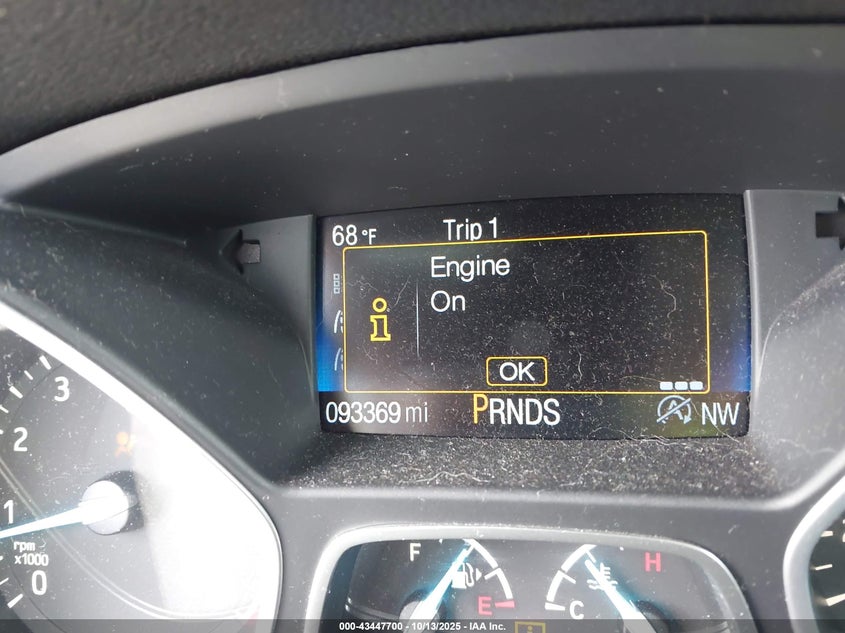 68 °F Trip 1
Engine
On
OK
093369 mi PRNDS NW
3
2
1
rpm
x1000
0
F
E
H
C
000-43447700 | 10/13/2025 | IAA Inc.